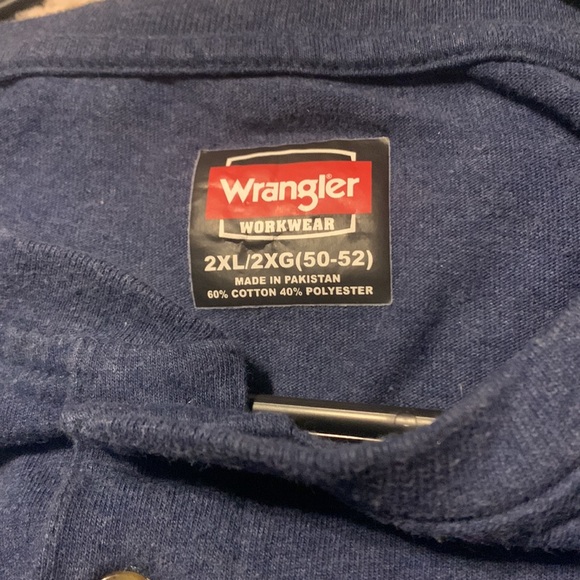 Wrangler
WORKWEAR
2XL/2XG(50-52)
MADE IN PAKISTAN
60% COTTON 40% POLYESTER